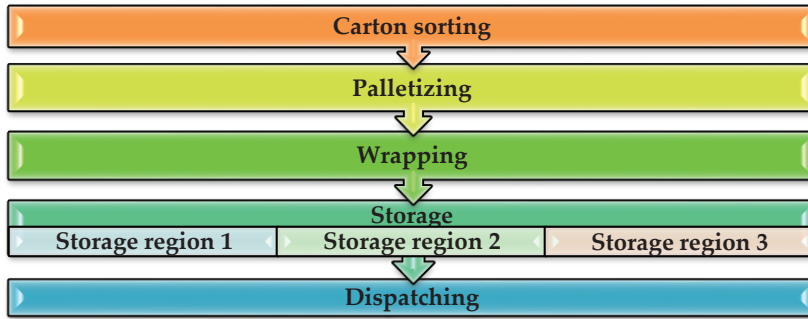 Carton sorting
Palletizing
Wrapping
Storage
Storage region 1 Storage region 2 Storage region 3
Dispatching